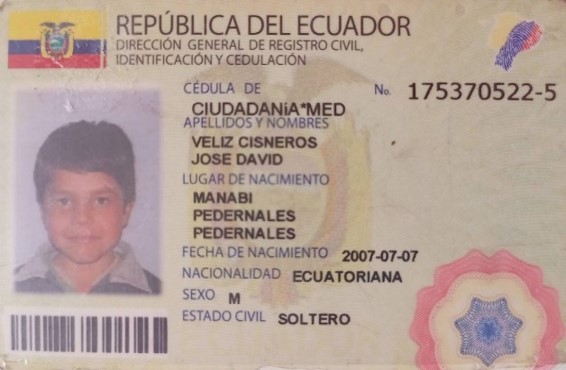 REPÚBLICA DEL ECUADOR
DIRECCIÓN GENERAL DE REGISTRO CIVIL,
IDENTIFICACIÓN Y CEDULACIÓN
CÉDULA DE No. 175370522-5
CIUDADANiA*MED
APELLIDOS Y NOMBRES
VELIZ CISNEROS
JOSE DAVID
LUGAR DE NACIMIENTO
MANABI
PEDERNALES
PEDERNALES
FECHA DE NACIMIENTO 2007-07-07
NACIONALIDAD ECUATORIANA
SEXO M
ESTADO CIVIL SOLTERO